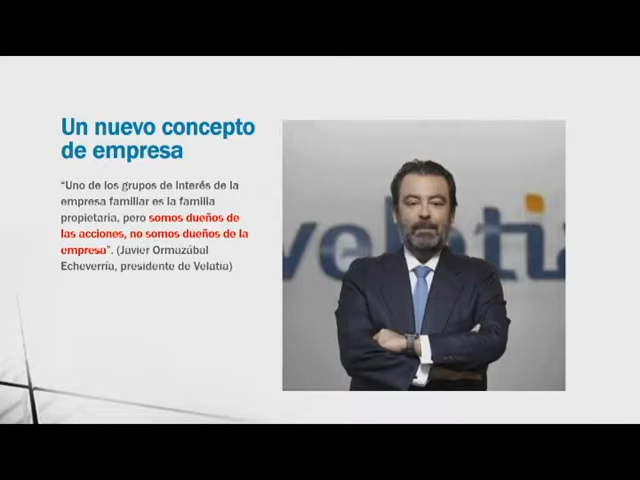 Un nuevo concepto
de empresa
“Uno de los grupos de interés de la
empresa familiar es la familia
propietaria, pero somos dueños de
las acciones, no somos dueños de la
empresa”. (Javier Ormazábal
Echeverría, presidente de Velatia)
velatia